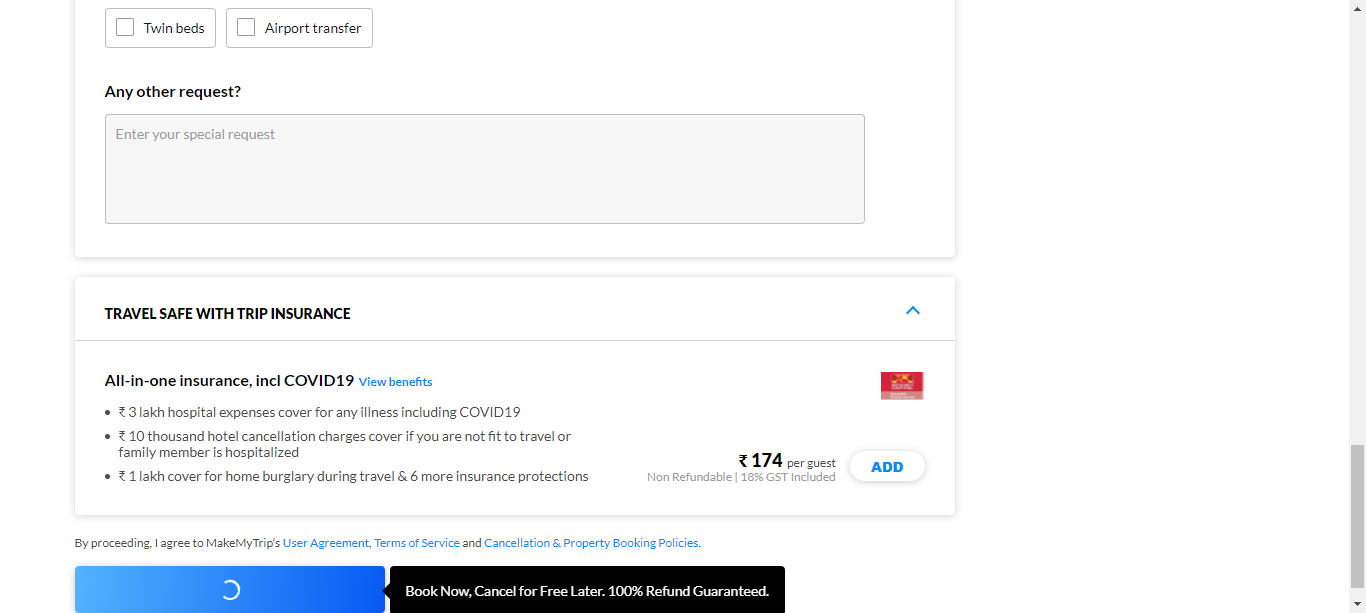 Twin beds
Airport transfer
Any other request?
Enter your special request
TRAVEL SAFE WITH TRIP INSURANCE
All-in-one insurance, incl COVID19 View benefits
• ₹ 3 lakh hospital expenses cover for any illness including COVID19
• ₹ 10 thousand hotel cancellation charges cover if you are not fit to travel or
family member is hospitalized
• ₹ 1 lakh cover for home burglary during travel & 6 more insurance protections
₹ 174 per guest
Non Refundable | 18% GST Included
ADD
By proceeding, I agree to MakeMyTrip's User Agreement, Terms of Service and Cancellation & Property Booking Policies.
Book Now, Cancel for Free Later. 100% Refund Guaranteed.